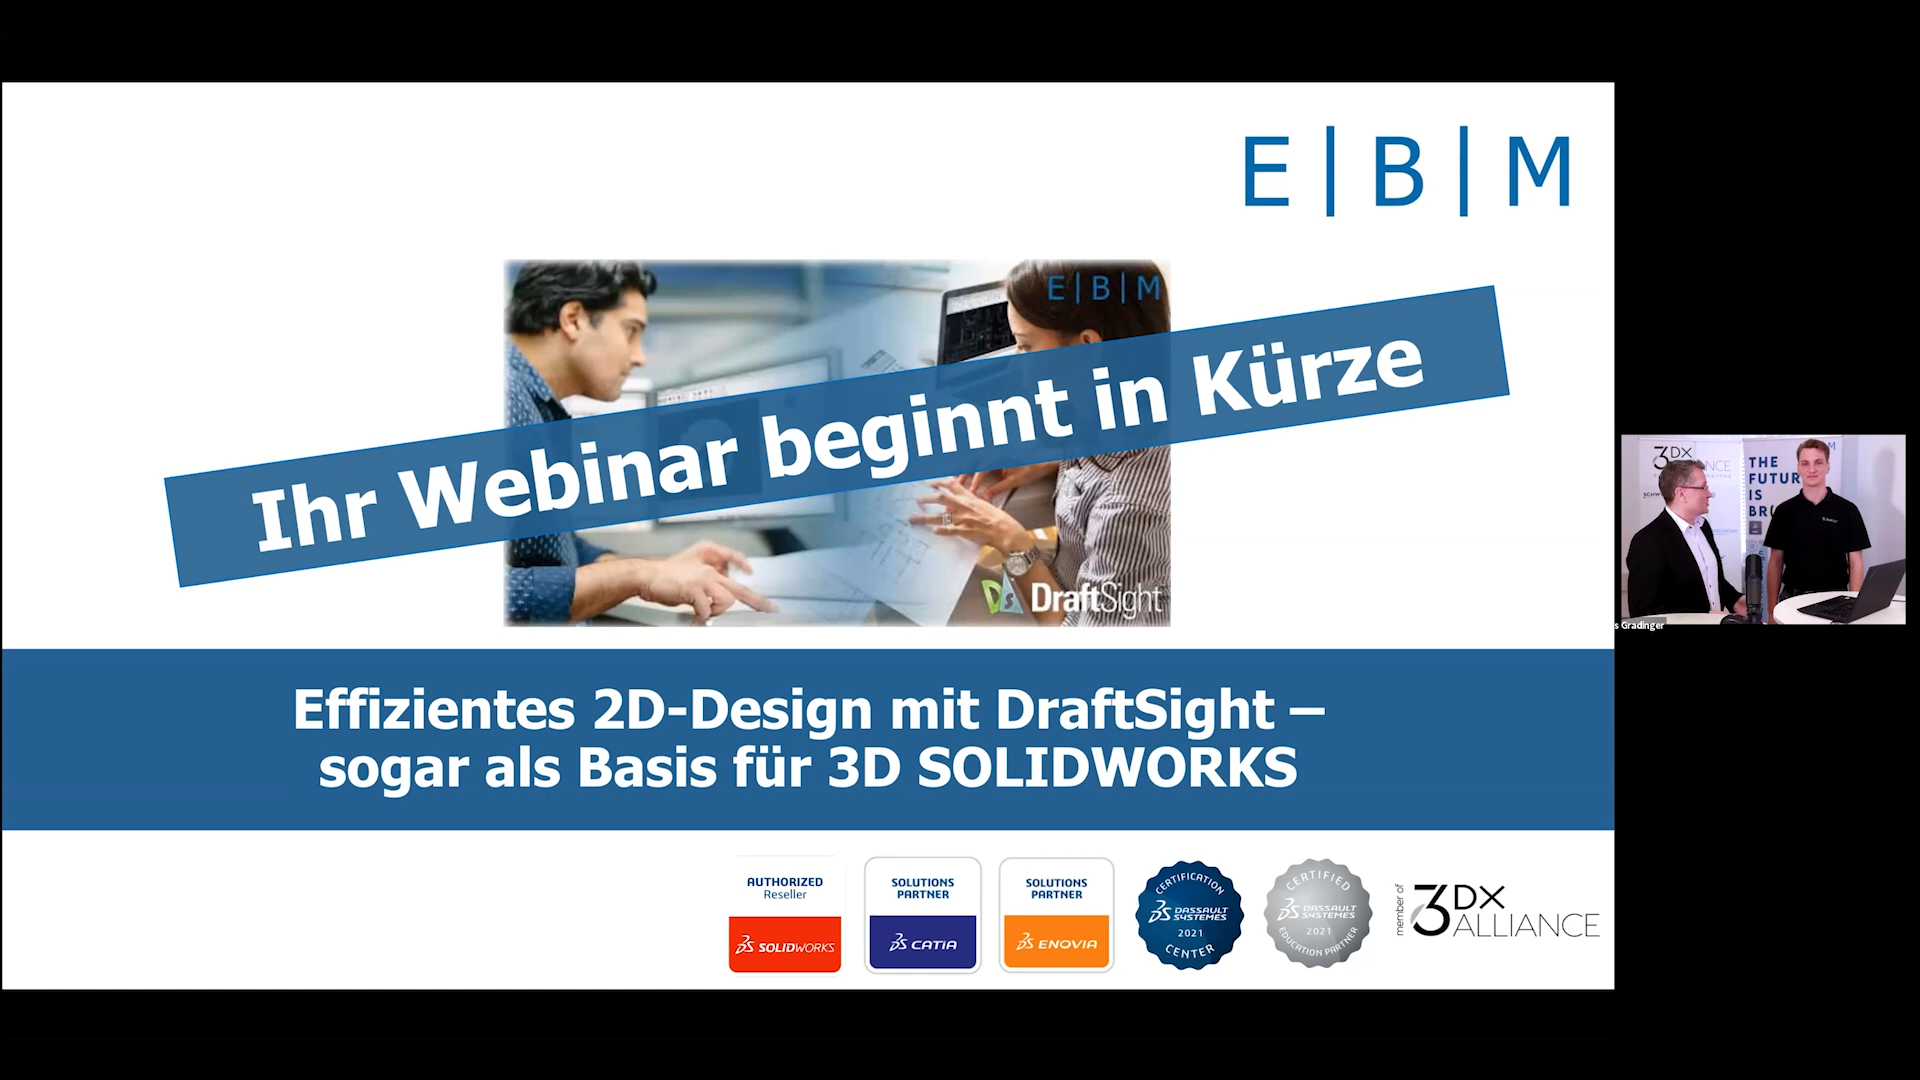 E|B|M
E|B|M
Ihr Webinar beginnt in Kürze
DraftSight
Effizientes 2D-Design mit DraftSight –
sogar als Basis für 3D SOLIDWORKS
AUTHORIZED
Reseller
SOLIDWORKS
SOLUTIONS
PARTNER
CATIA
SOLUTIONS
PARTNER
ENOVIA
CERTIFICATION
DASSAULT
SYSTEMES
2021
CENTER
CERTIFIED
DASSAULT
SYSTEMES
2021
EDUCATION PARTNER
member of
3DX
ALLIANCE
3DX
THE
IS
s Gradinger